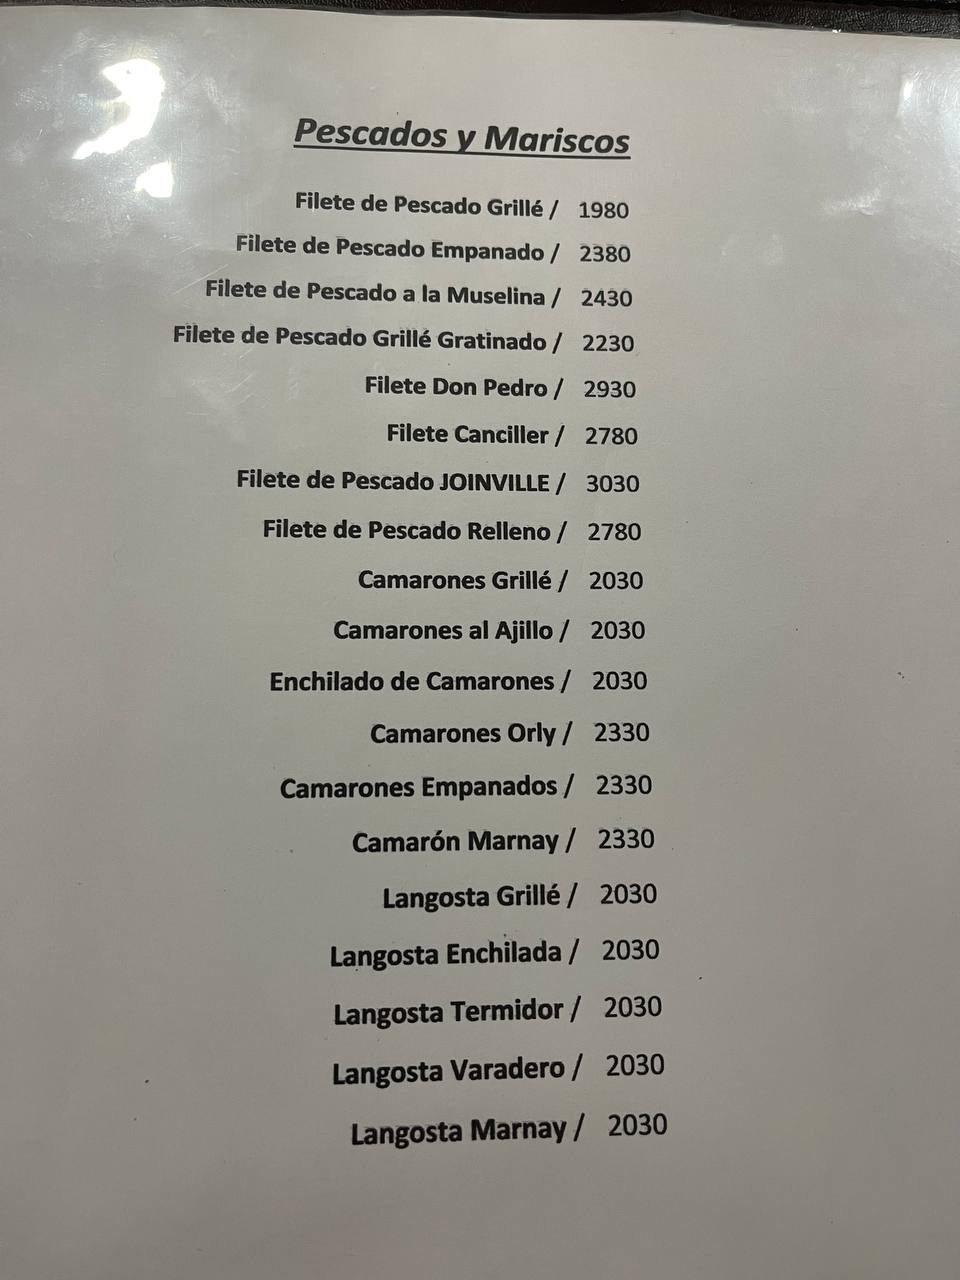 Pescados y Mariscos
Filete de Pescado Grillé / 1980
Filete de Pescado Empanado / 2380
Filete de Pescado a la Muselina / 2430
Filete de Pescado Grillé Gratinado / 2230
Filete Don Pedro / 2930
Filete Canciller / 2780
Filete de Pescado JOINVILLE / 3030
Filete de Pescado Relleno / 2780
Camarones Grillé / 2030
Camarones al Ajillo / 2030
Enchilado de Camarones / 2030
Camarones Orly / 2330
Camarones Empanados / 2330
Camarón Marnay / 2330
Langosta Grillé / 2030
Langosta Enchilada / 2030
Langosta Termidor / 2030
Langosta Varadero / 2030
Langosta Marnay / 2030